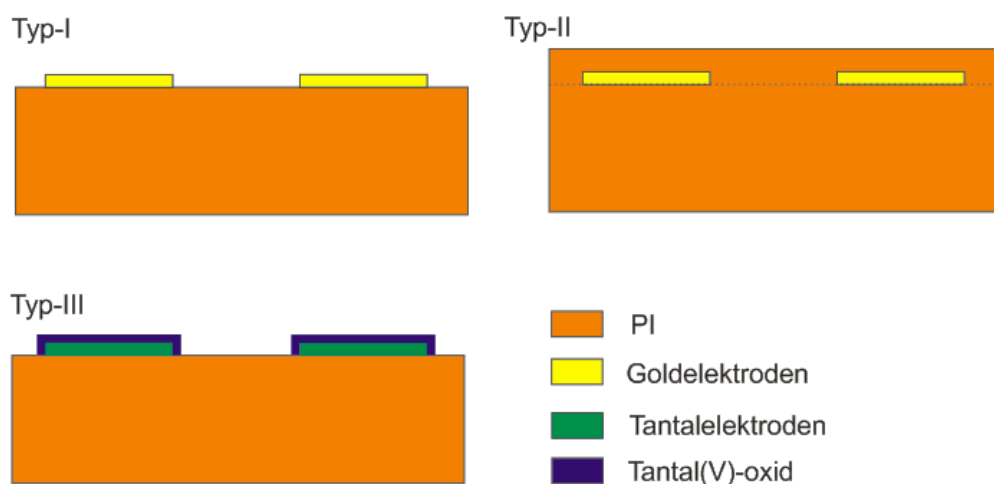 Typ-I
Typ-II
Typ-III
PI
Goldelektroden
Tantalelektroden
Tantal(V)-oxid